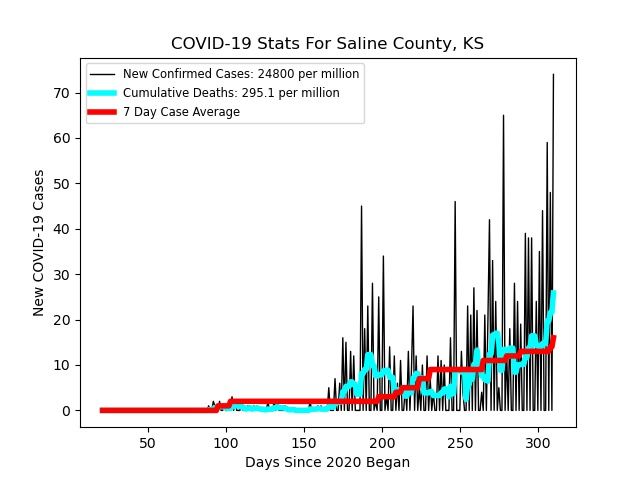 COVID-19 Stats For Saline County, KS
New Confirmed Cases: 24800 per million
Cumulative Deaths: 295.1 per million
7 Day Case Average
New COVID-19 Cases
70
60
50
40
30
20
10
0
50 100 150 200 250 300
Days Since 2020 Began